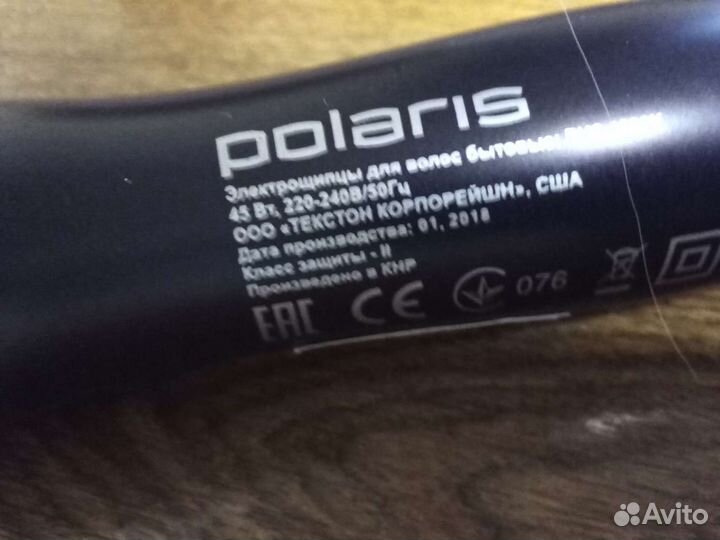 polaris
Электрощипцы для волос бытовые
45 Вт, 220-240В/50Гц
ООО «ТЕКСТОН КОРПОРЕЙШН», США
Дата производства: 01, 2018
Класс защиты - II
Произведено в КНР
EAC CE 076
Avito